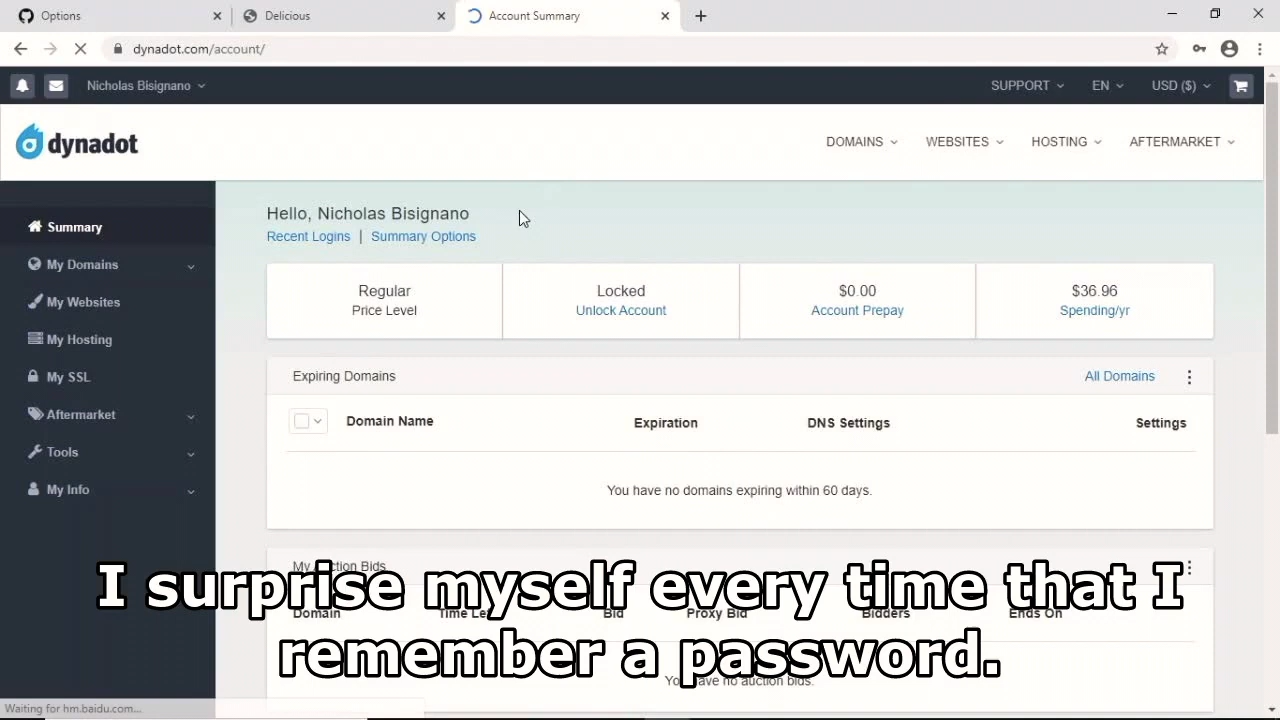 Options
Delicious
Account Summary
dynadot.com/account/
Nicholas Bisignano
SUPPORT
EN
USD ($)
dynadot
DOMAINS
WEBSITES
HOSTING
AFTERMARKET
Summary
My Domains
My Websites
My Hosting
My SSL
Aftermarket
Tools
My Info
Hello, Nicholas Bisignano
Recent Logins | Summary Options
Regular
Price Level
Locked
Unlock Account
$0.00
Account Prepay
$36.96
Spending/yr
Expiring Domains
All Domains
Domain Name
Expiration
DNS Settings
Settings
You have no domains expiring within 60 days.
My Auction Bids
Domain
Bid
Proxy Bid
Bidders
Ends On
I surprise myself every time that I
remember a password.
You have no auction bids.
Waiting for hm.baidu.com...